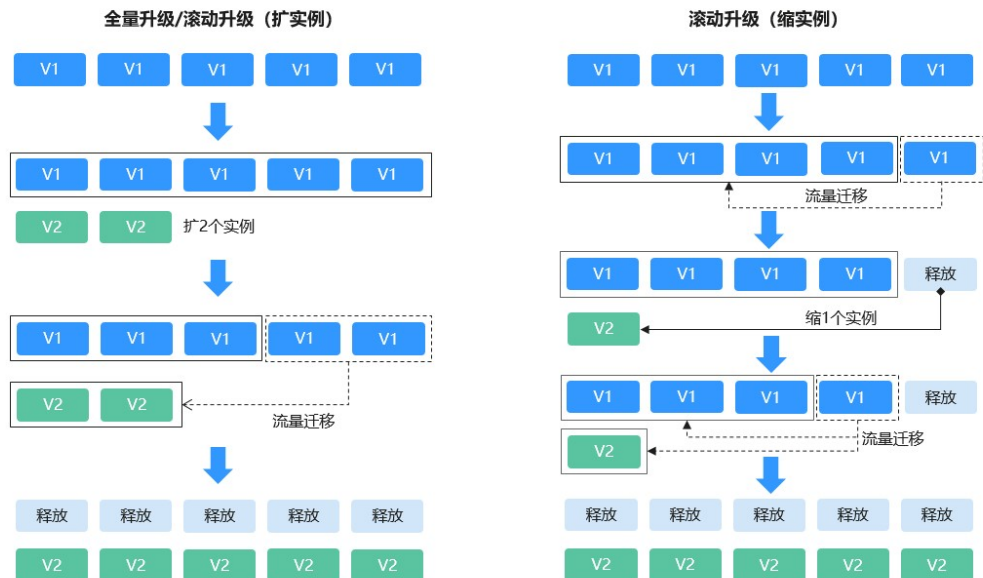 全量升级/滚动升级（扩实例）
V1 V1 V1 V1 V1
V1 V1 V1 V1 V1
V2 V2 扩2个实例
V1 V1 V1 V1 V1
V2 V2
流量迁移
释放 释放 释放 释放 释放
V2 V2 V2 V2 V2
滚动升级（缩实例）
V1 V1 V1 V1 V1
V1 V1 V1 V1 V1
流量迁移
V1 V1 V1 V1 释放
缩1个实例
V2
V1 V1 V1 V1 释放
流量迁移
V2
释放 释放 释放 释放 释放
V2 V2 V2 V2 V2